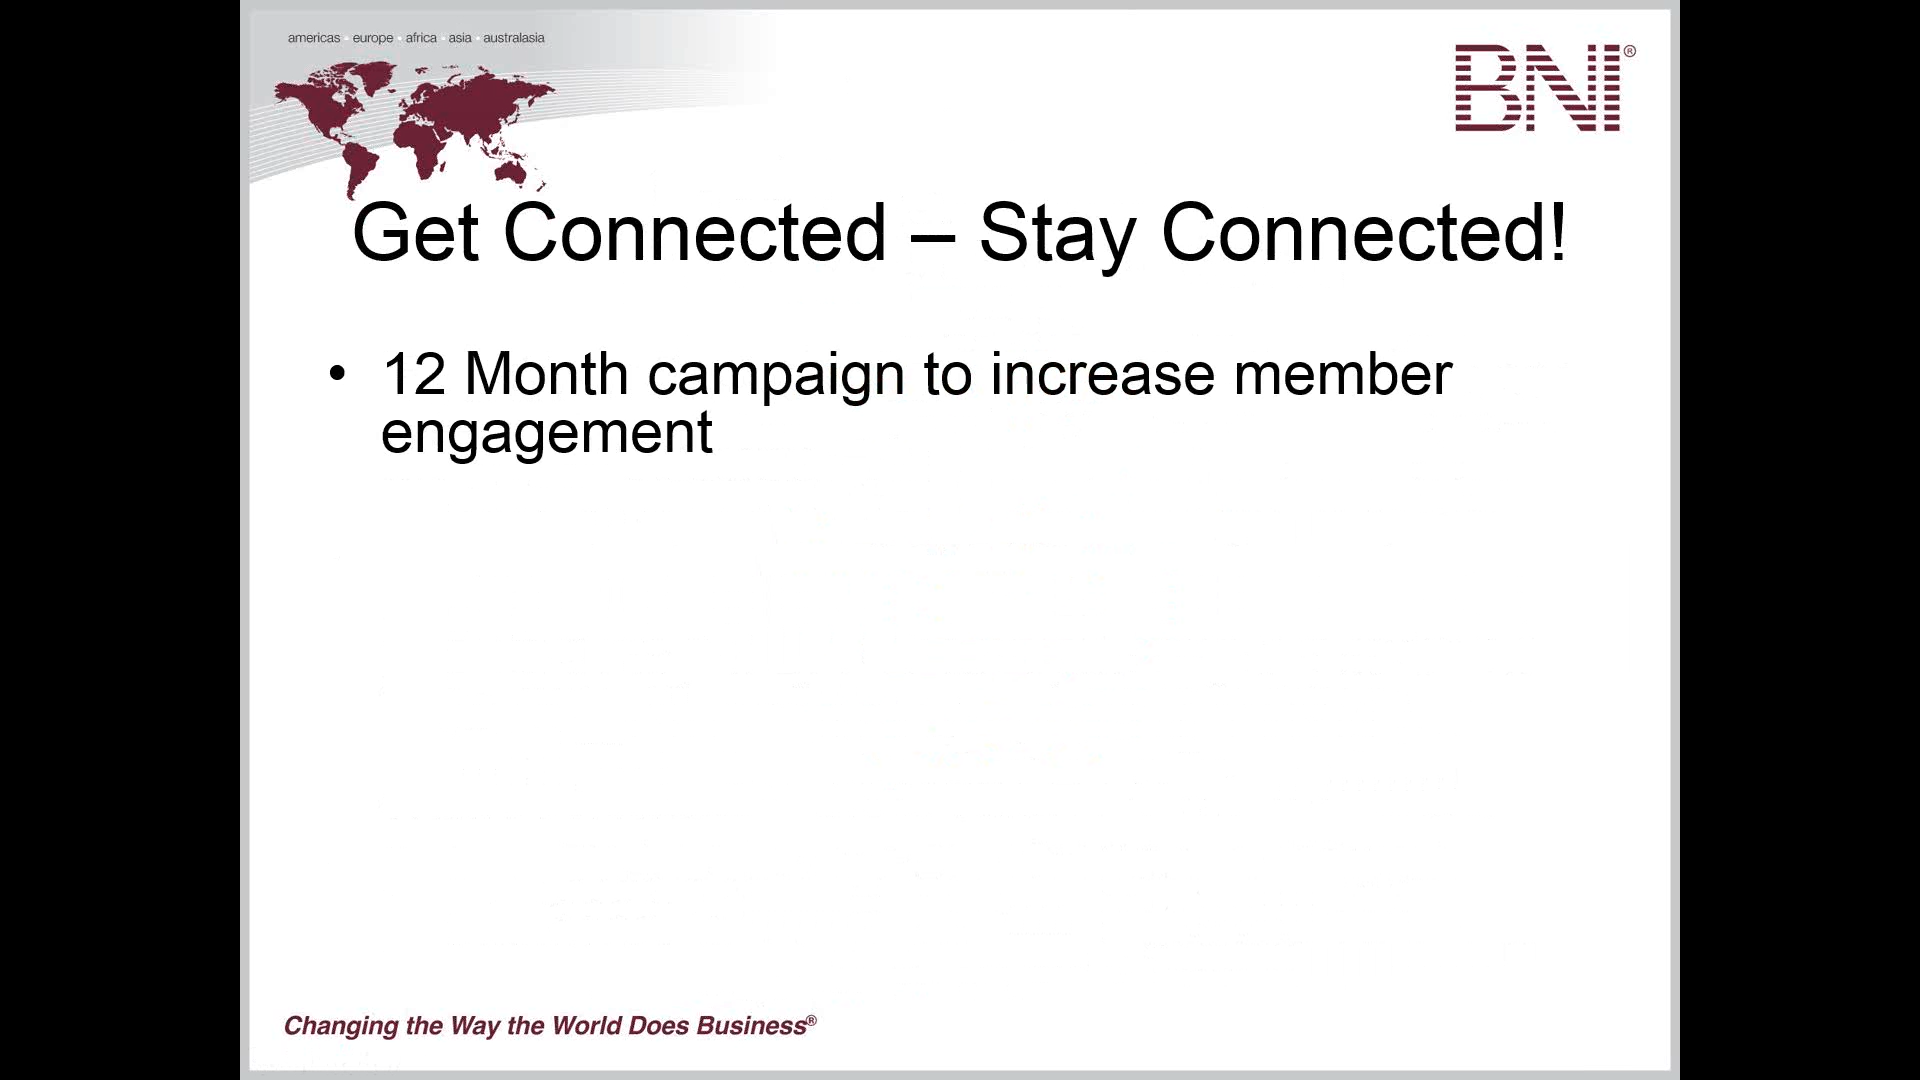 americas • europe • africa • asia • australasia
BNI®
Get Connected – Stay Connected!
• 12 Month campaign to increase member
engagement
Changing the Way the World Does Business®